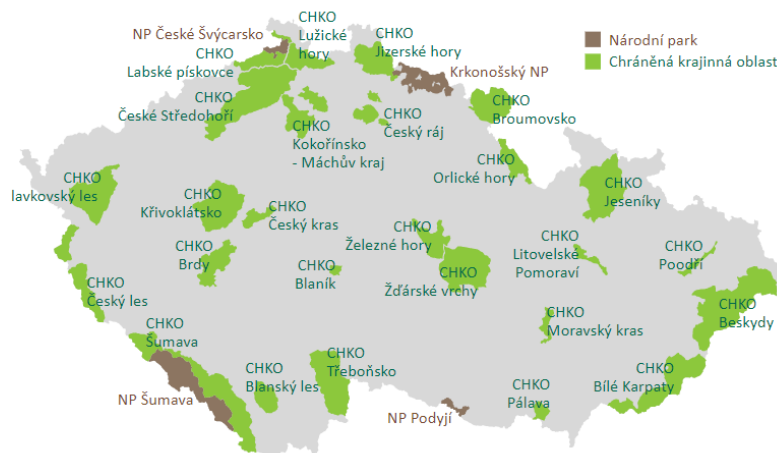 NP České Švýcarsko
CHKO
Lužické
hory
CHKO
Jizerské hory
Národní park
Chráněná krajinná oblast
CHKO
Labské pískovce
Krkonošský NP
CHKO
České Středohoří
CHKO
Broumovsko
CHKO
Kokořínsko
- Máchův kraj
CHKO
Český ráj
CHKO
Orlické hory
lavkovský les
CHKO
Křivoklátsko
CHKO
Český kras
CHKO
Jeseníky
CHKO
Železné hory
CHKO
Litovelské
Pomoraví
CHKO
Poodří
CHKO
Brdy
CHKO
Blaník
CHKO
Žďárské vrchy
CHKO
Český les
CHKO
Moravský kras
CHKO
Beskydy
CHKO
Šumava
CHKO
Blanský les
CHKO
Třeboňsko
CHKO
Bílé Karpaty
CHKO
Pálava
NP Šumava
NP Podyjí